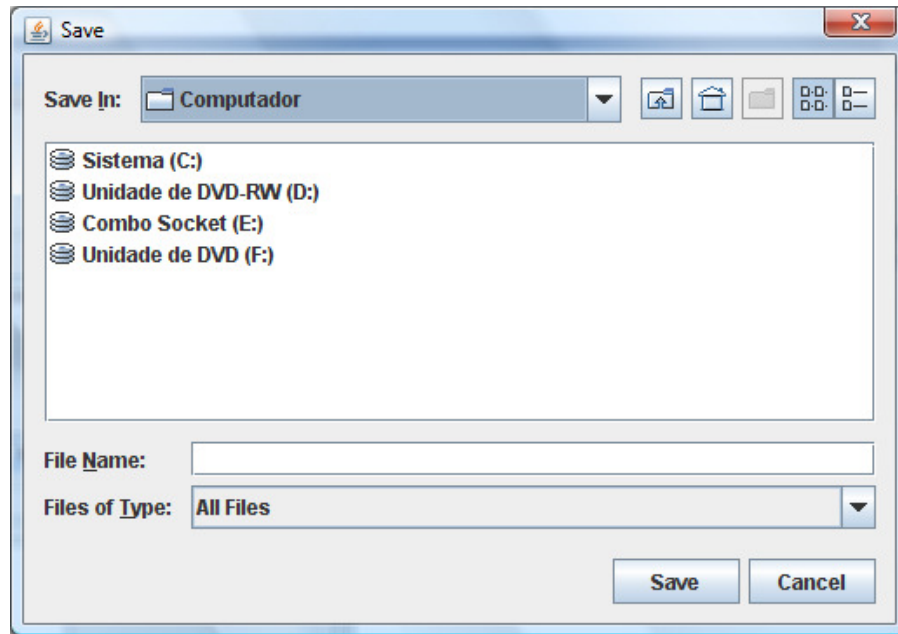 Save
Save In: Computador
Sistema (C:)
Unidade de DVD-RW (D:)
Combo Socket (E:)
Unidade de DVD (F:)
File Name:
Files of Type: All Files
Save Cancel